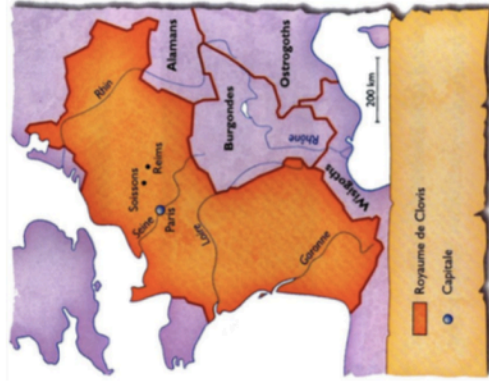 Rhin
Alamans
Soissons
Reims
Seine
Paris
Burgondes
Ostrogoths
Loire
Rhône
Garonne
Wisigoths
200 km
Royaume de Clovis
Capitale